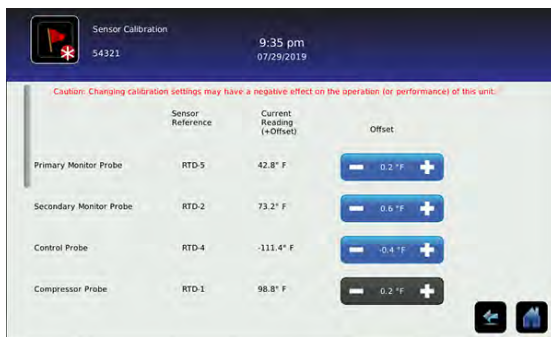 Sensor Calibration
54321
9:35 pm
07/29/2019
Caution: Changing calibration settings may have a negative effect on the operation (or performance) of this unit.
Sensor Reference
Current Reading (+Offset)
Offset
Primary Monitor Probe RTD-5 42.8° F − 0.2 °F +
Secondary Monitor Probe RTD-2 73.2° F − 0.6 °F +
Control Probe RTD-4 -111.4° F − -0.4 °F +
Compressor Probe RTD-1 98.8° F − 0.2 °F +